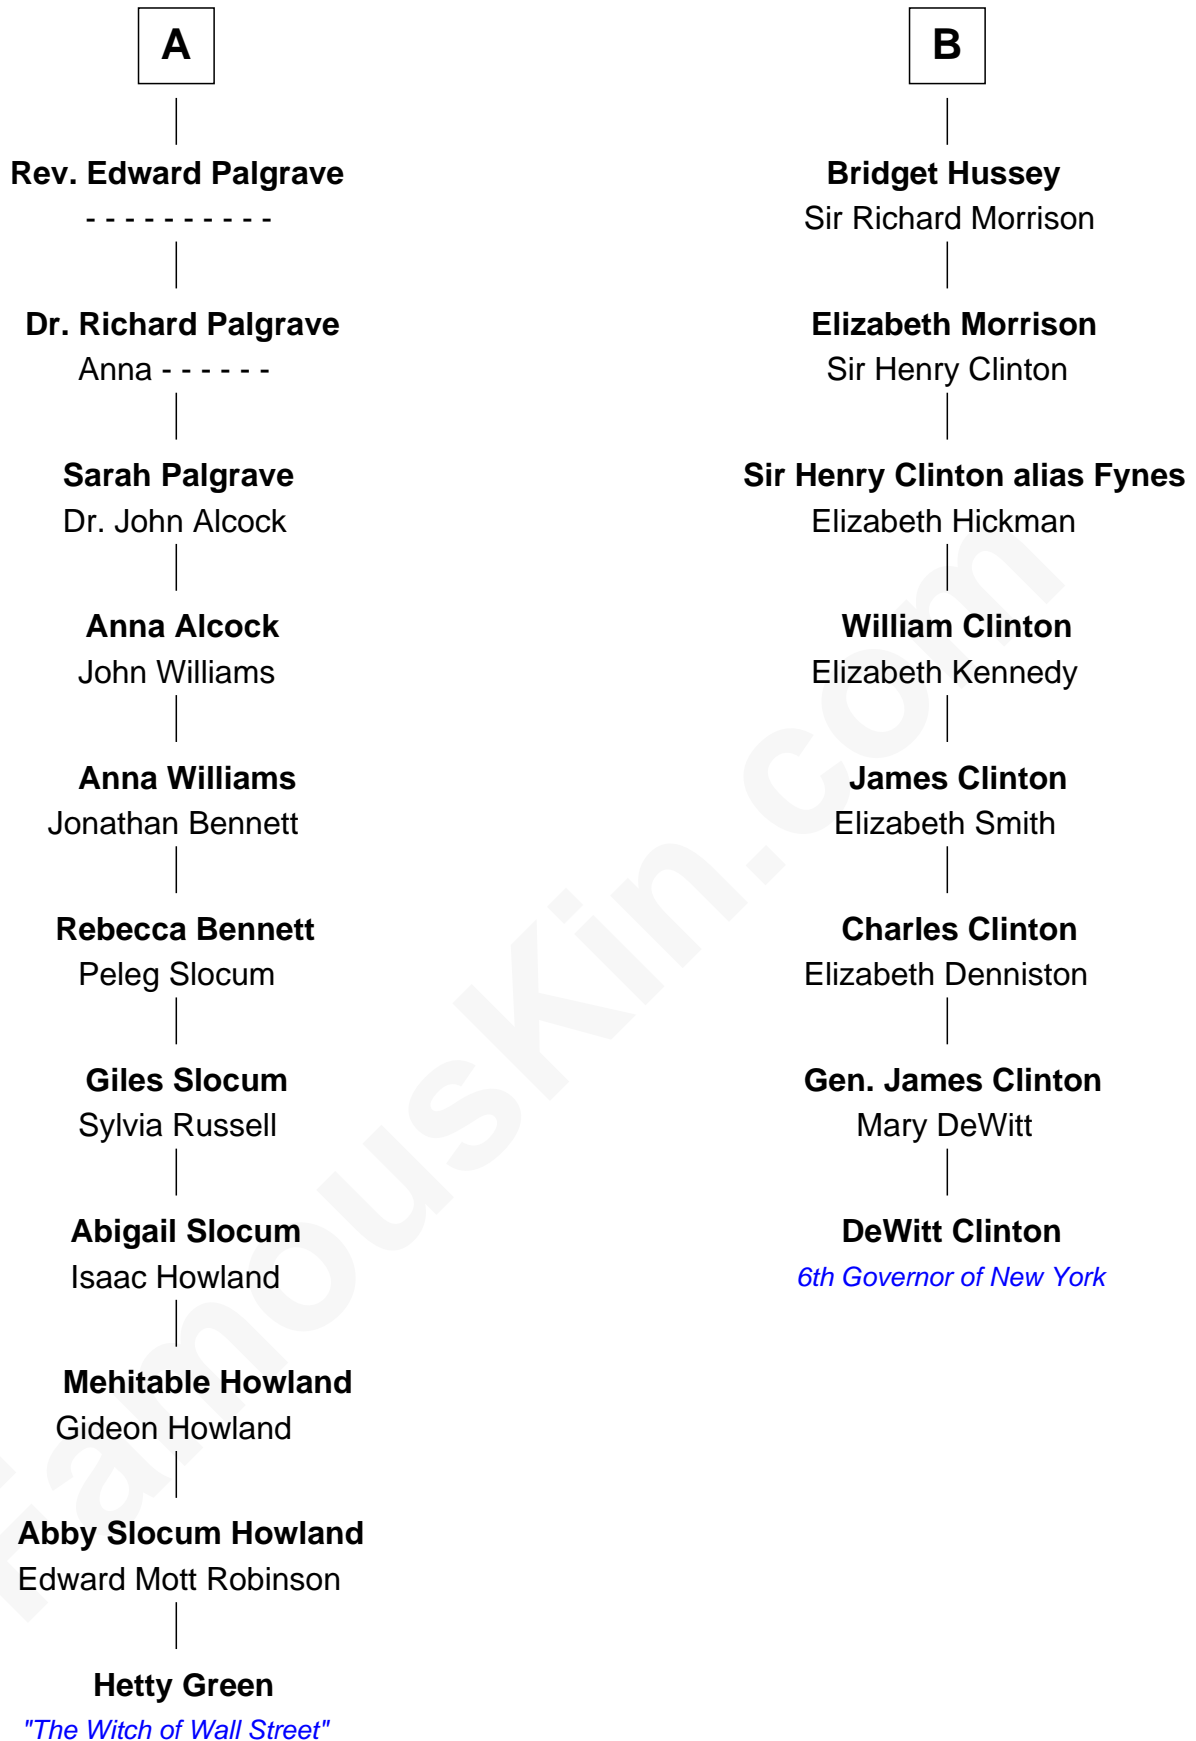 A
Rev. Edward Palgrave
- - - - - - - - - -
Dr. Richard Palgrave
Anna - - - - - -
Sarah Palgrave
Dr. John Alcock
Anna Alcock
John Williams
Anna Williams
Jonathan Bennett
Rebecca Bennett
Peleg Slocum
Giles Slocum
Sylvia Russell
Abigail Slocum
Isaac Howland
Mehitable Howland
Gideon Howland
Abby Slocum Howland
Edward Mott Robinson
Hetty Green
"The Witch of Wall Street"
B
Bridget Hussey
Sir Richard Morrison
Elizabeth Morrison
Sir Henry Clinton
Sir Henry Clinton alias Fynes
Elizabeth Hickman
William Clinton
Elizabeth Kennedy
James Clinton
Elizabeth Smith
Charles Clinton
Elizabeth Denniston
Gen. James Clinton
Mary DeWitt
DeWitt Clinton
6th Governor of New York
FamousKin.com